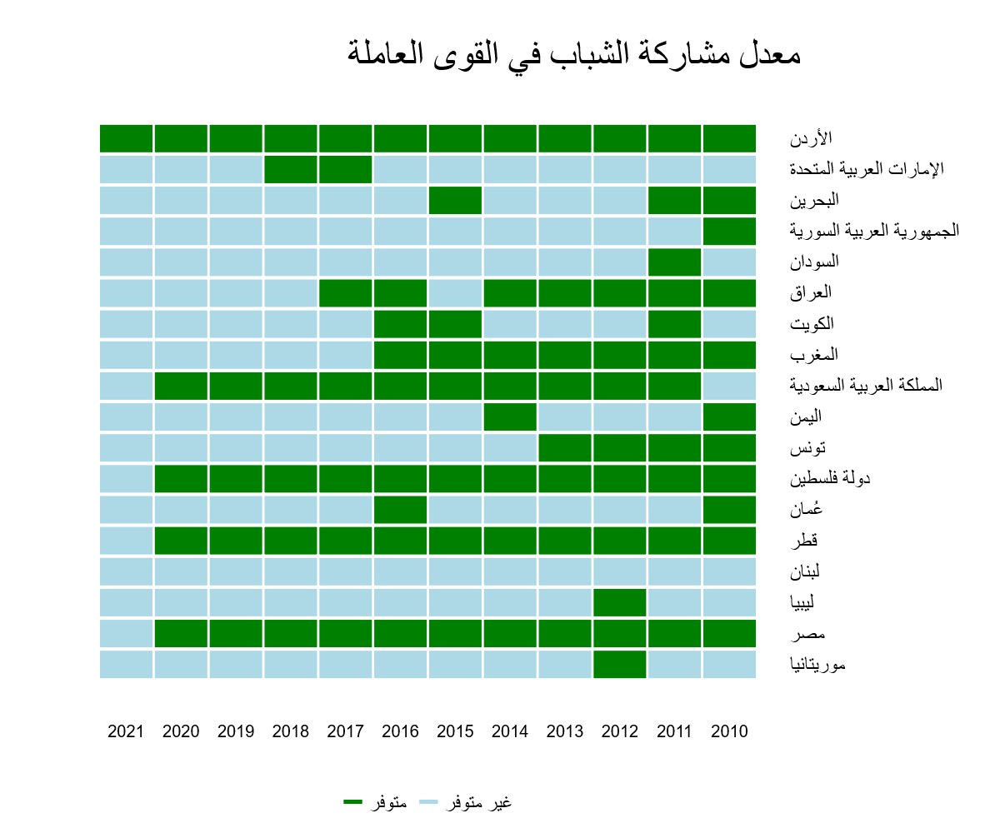 معدل مشاركة الشباب في القوى العاملة
الأردن
الإمارات العربية المتحدة
البحرين
الجمهورية العربية السورية
السودان
العراق
الكويت
المغرب
المملكة العربية السعودية
اليمن
تونس
دولة فلسطين
عُمان
قطر
لبنان
ليبيا
مصر
موريتانيا
2021 2020 2019 2018 2017 2016 2015 2014 2013 2012 2011 2010
متوفر غير متوفر